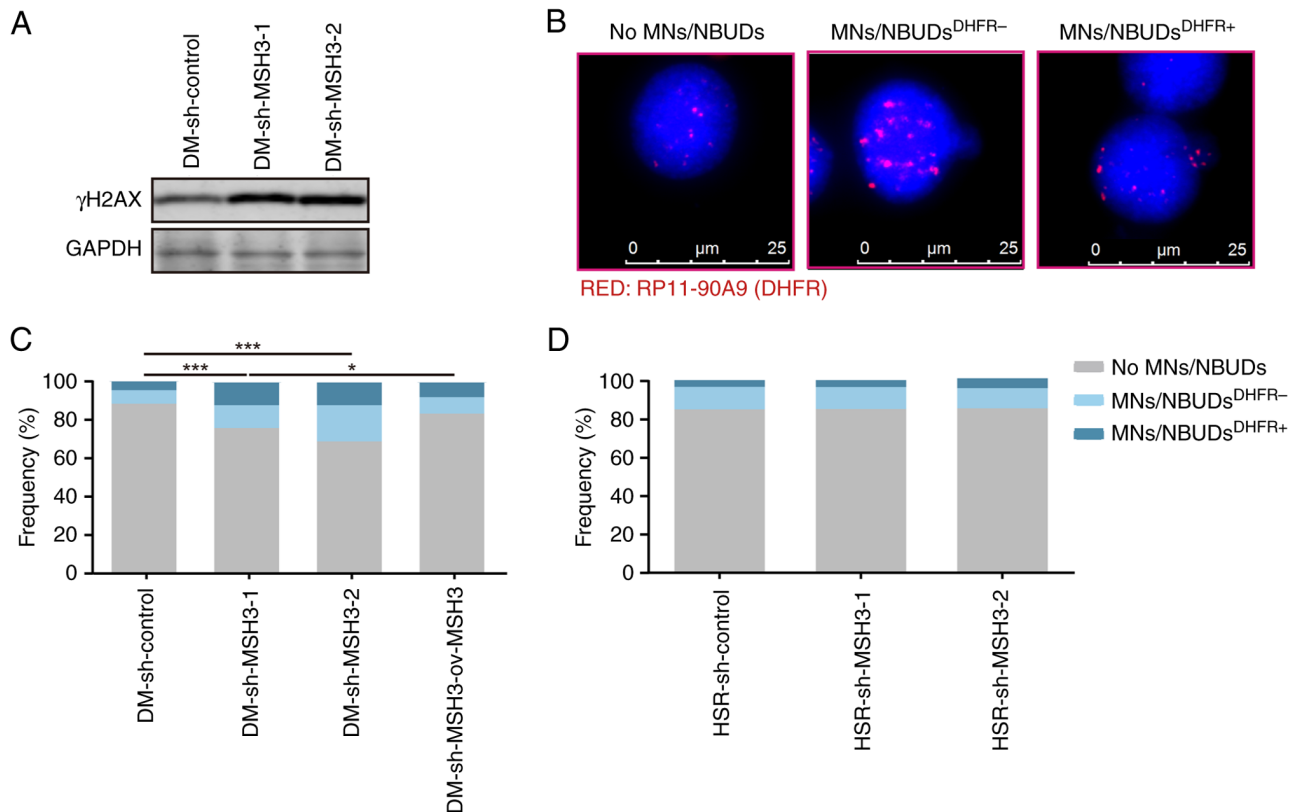 A
DM-sh-control
DM-sh-MSH3-1
DM-sh-MSH3-2
γH2AX
GAPDH
B
No MNs/NBUDs
MNs/NBUDsDHFR−
MNs/NBUDsDHFR+
0 µm 25
0 µm 25
0 µm 25
RED: RP11-90A9 (DHFR)
C
***
*** *
Frequency (%)
100
80
60
40
20
0
DM-sh-control
DM-sh-MSH3-1
DM-sh-MSH3-2
DM-sh-MSH3-ov-MSH3
D
Frequency (%)
100
80
60
40
20
0
HSR-sh-control
HSR-sh-MSH3-1
HSR-sh-MSH3-2
No MNs/NBUDs
MNs/NBUDsDHFR−
MNs/NBUDsDHFR+